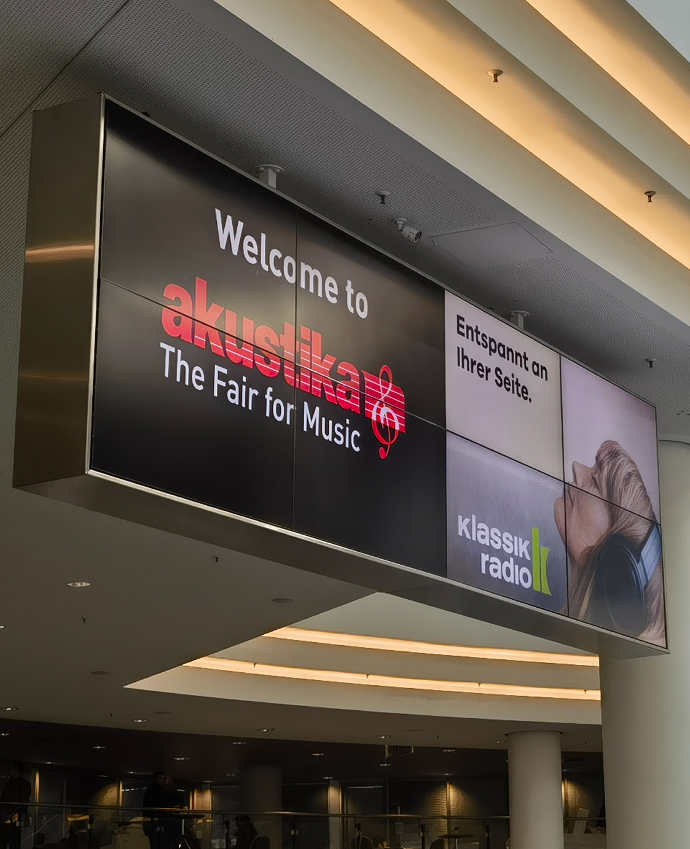 Welcome to
akustika
The Fair for Music
Entspannt an
Ihrer Seite.
klassik
radio